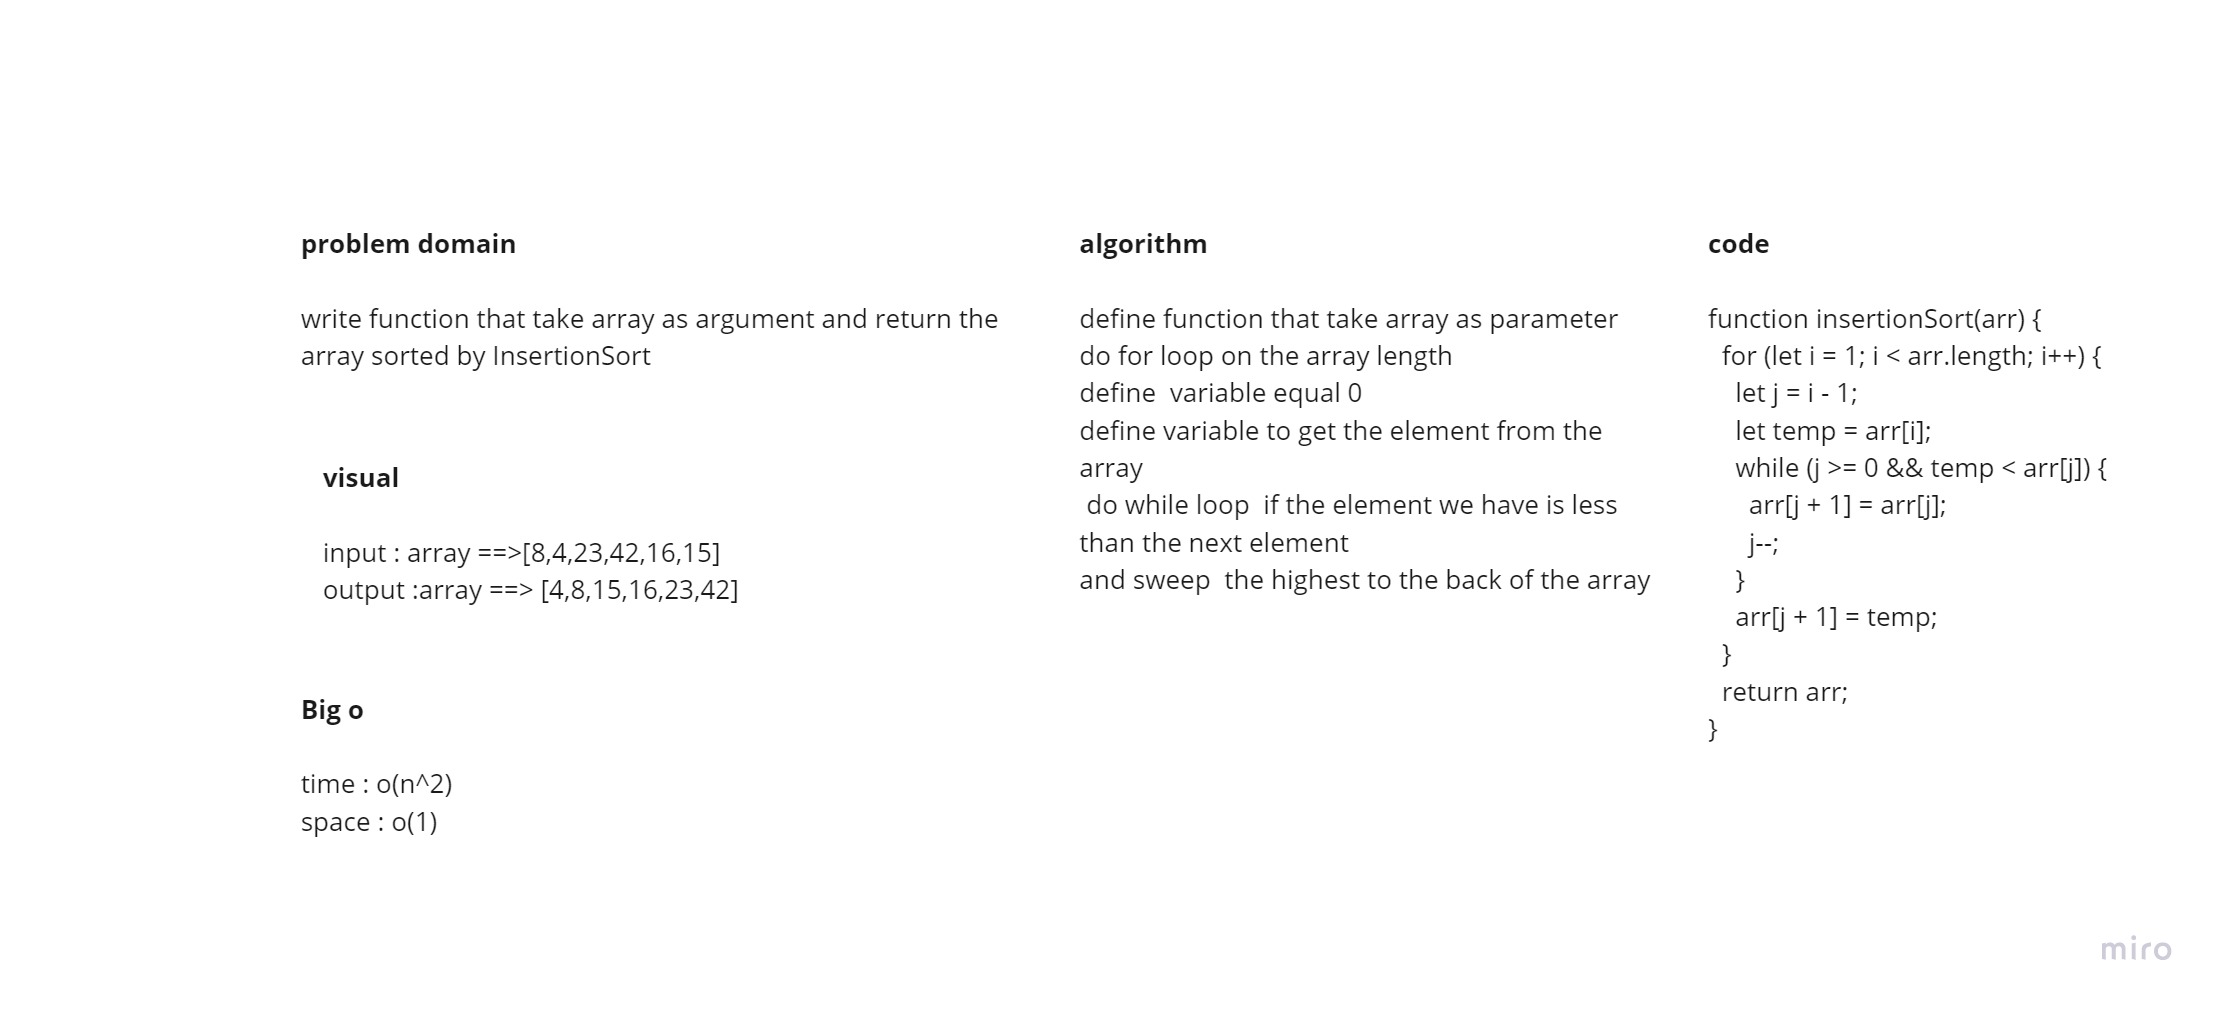 problem domain
write function that take array as argument and return the
array sorted by InsertionSort
visual
input : array ==>[8,4,23,42,16,15]
output :array ==> [4,8,15,16,23,42]
Big o
time : o(n^2)
space : o(1)
algorithm
define function that take array as parameter
do for loop on the array length
define  variable equal 0
define variable to get the element from the
array
do while loop  if the element we have is less
than the next element
and sweep  the highest to the back of the array
code
function insertionSort(arr) {
  for (let i = 1; i < arr.length; i++) {
    let j = i - 1;
    let temp = arr[i];
    while (j >= 0 && temp < arr[j]) {
      arr[j + 1] = arr[j];
      j--;
    }
    arr[j + 1] = temp;
  }
  return arr;
}
miro